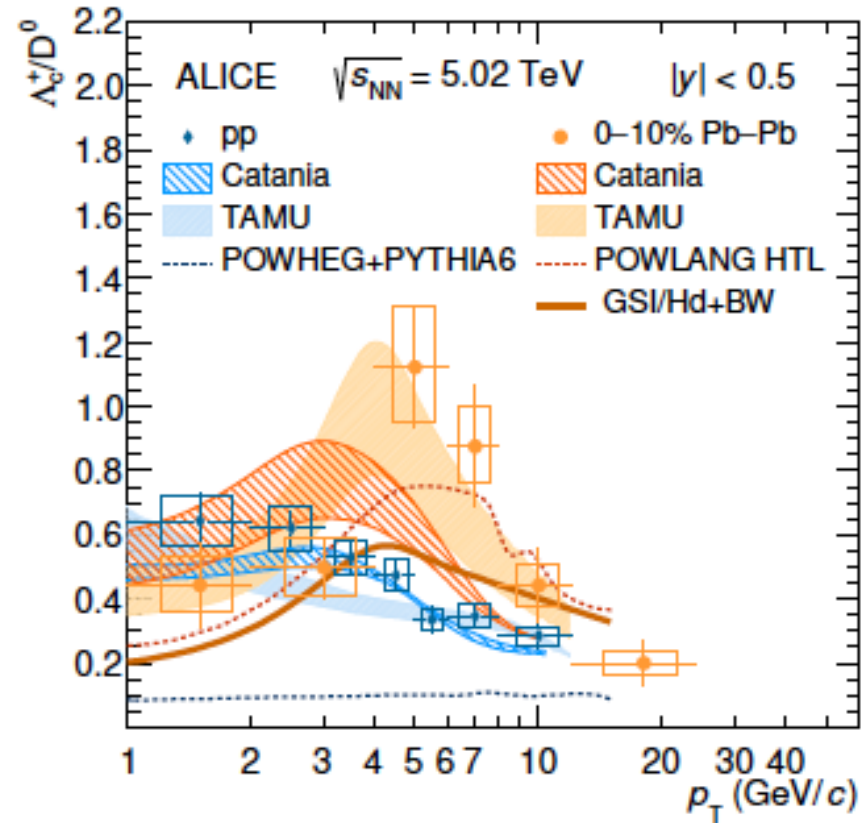 Λc+/D0
2.2
2.0
1.8
1.6
1.4
1.2
1.0
0.8
0.6
0.4
0.2
ALICE √sNN = 5.02 TeV |y| < 0.5
pp
Catania
TAMU
POWHEG+PYTHIA6
0–10% Pb–Pb
Catania
TAMU
POWLANG HTL
GSI/Hd+BW
1 2 3 4 5 6 7 10 20 30 40
pT (GeV/c)